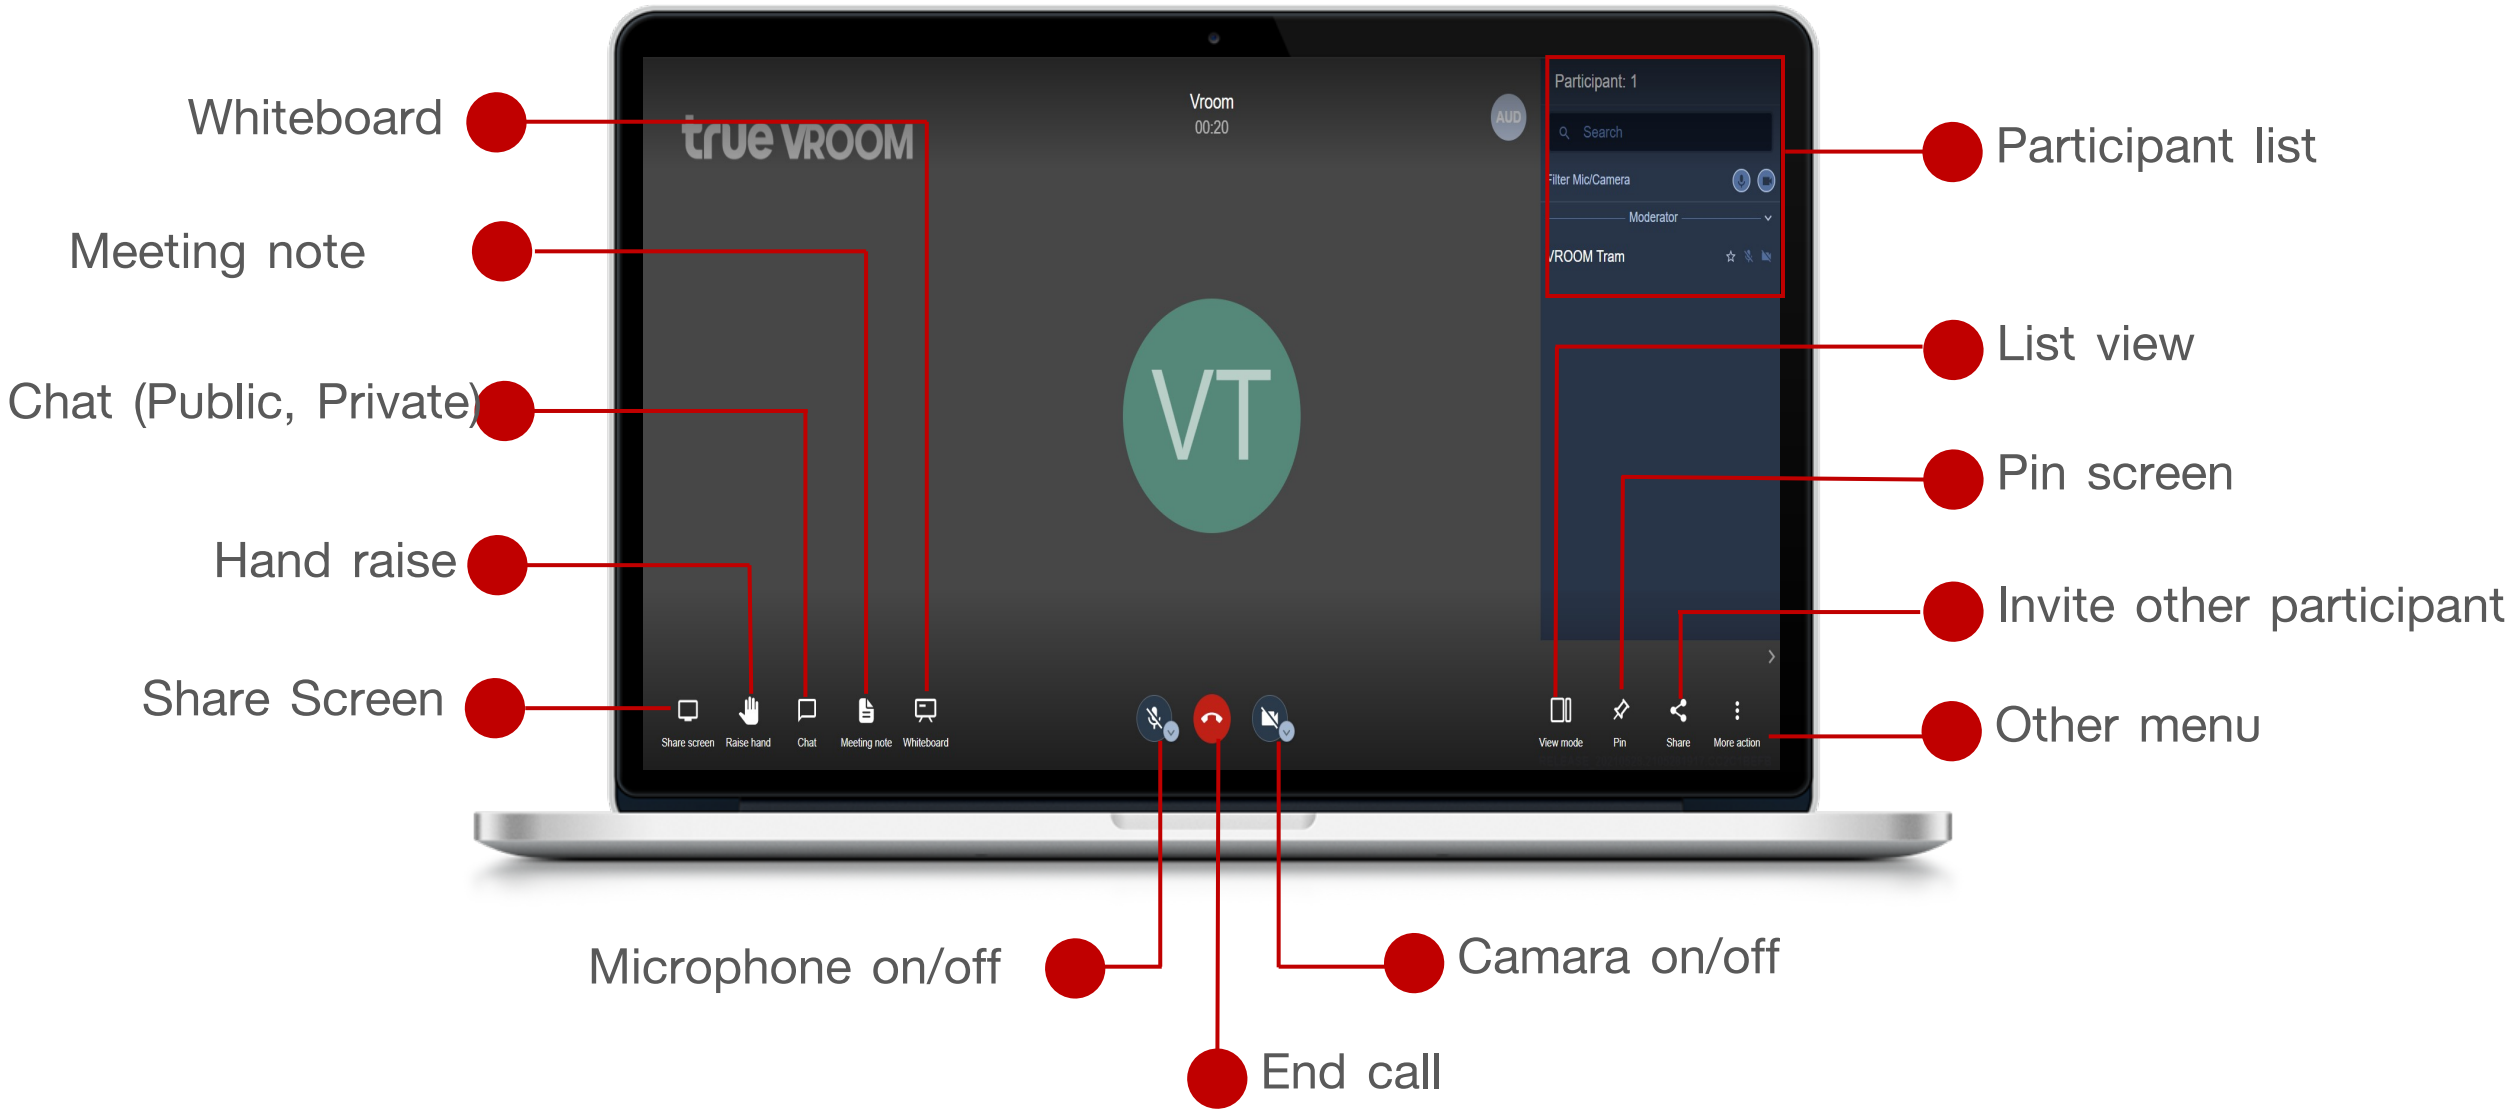 Whiteboard
Meeting note
Chat (Public, Private)
Hand raise
Share Screen
true VROOM
Vroom
00:20
AUD
VT
Participant: 1
Search
Filter Mic/Camera
Moderator
VROOM Tram
Share screen
Raise hand
Chat
Meeting note
Whiteboard
View mode
Pin
Share
More action
Participant list
List view
Pin screen
Invite other participant
Other menu
Microphone on/off
Camara on/off
End call